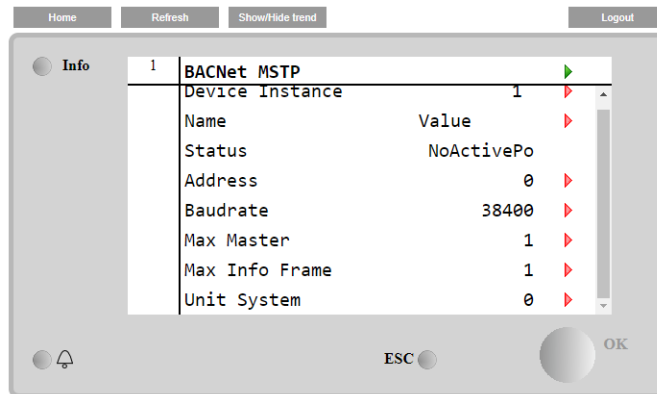 Home Refresh Show/Hide trend Logout
Info
1 BACNet MSTP
Device Instance 1
Name Value
Status NoActivePo
Address 0
Baudrate 38400
Max Master 1
Max Info Frame 1
Unit System 0
ESC OK